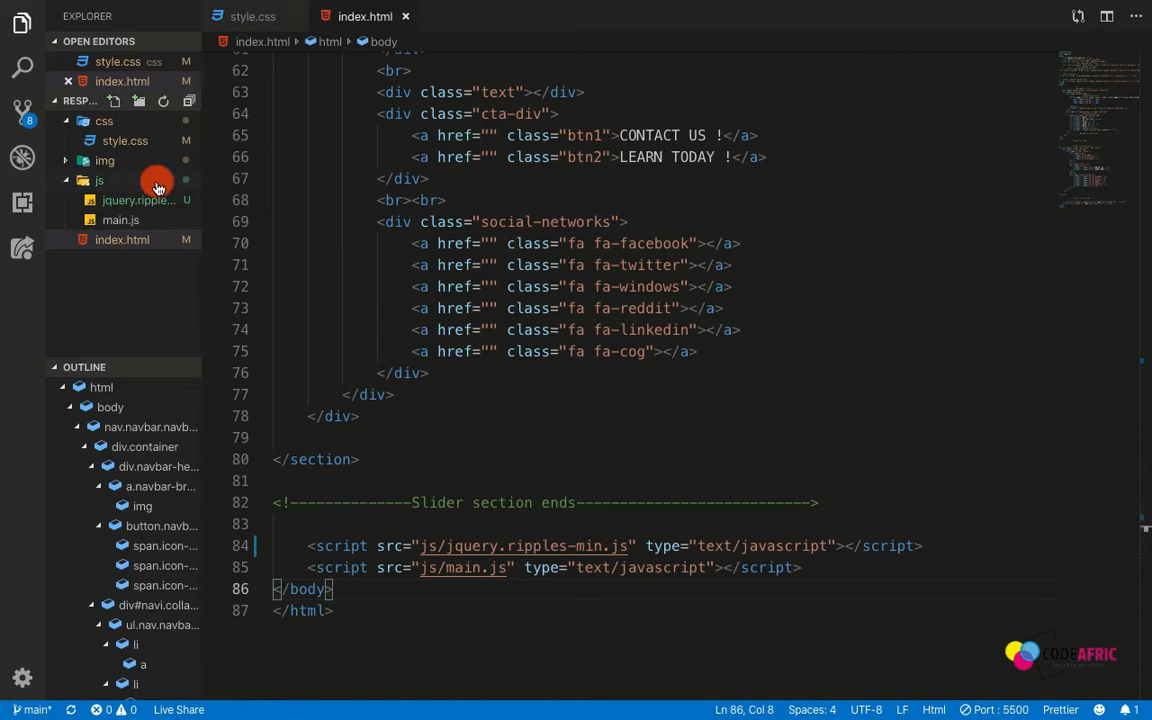 EXPLORER
OPEN EDITORS
style.css css M
index.html M
RESP...
css
style.css M
img
js
jquery.ripple... U
main.js
index.html M
OUTLINE
html
body
nav.navbar.navb...
div.container
div.navbar-he...
a.navbar-br...
img
button.navb...
span.icon-...
span.icon-...
span.icon-...
div#navi.colla...
ul.nav.navba...
li
a
li
8
style.css index.html
index.html html body
62 <br>
63 <div class="text"></div>
64 <div class="cta-div">
65 <a href="" class="btn1">CONTACT US !</a>
66 <a href="" class="btn2">LEARN TODAY !</a>
67 </div>
68 <br><br>
69 <div class="social-networks">
70 <a href="" class="fa fa-facebook"></a>
71 <a href="" class="fa fa-twitter"></a>
72 <a href="" class="fa fa-windows"></a>
73 <a href="" class="fa fa-reddit"></a>
74 <a href="" class="fa fa-linkedin"></a>
75 <a href="" class="fa fa-cog"></a>
76 </div>
77 </div>
78 </div>
79
80 </section>
81
82 <!--------------Slider section ends--------------------------->
83
84 <script src="js/jquery.ripples-min.js" type="text/javascript"></script>
85 <script src="js/main.js" type="text/javascript"></script>
86 </body>
87 </html>
CODEAFRIC
main* 0 0 Live Share Ln 86, Col 8 Spaces: 4 UTF-8 LF Html Port : 5500 Prettier 1